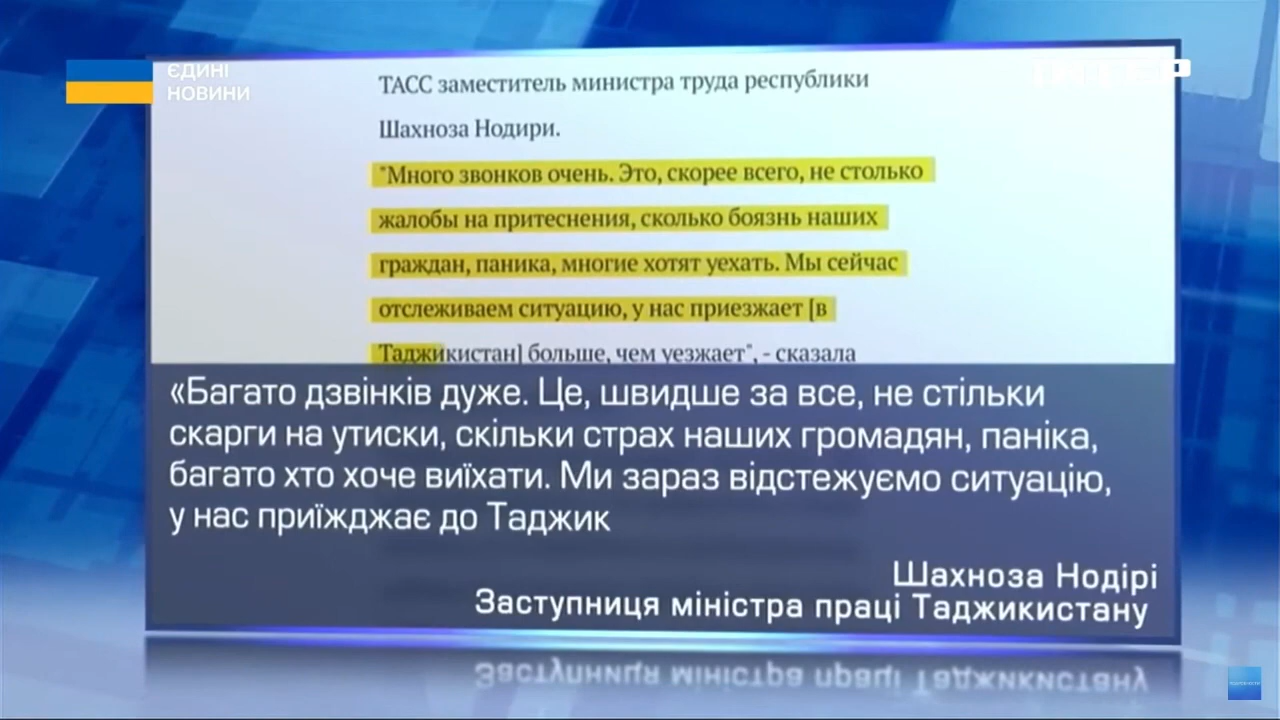 ЄДИНІ
НОВИНИ
ІНТЕР
ТАСС заместитель министра труда республики
Шахноза Нодири.
"Много звонков очень. Это, скорее всего, не столько
жалобы на притеснения, сколько боязнь наших
граждан, паника, многие хотят уехать. Мы сейчас
отслеживаем ситуацию, у нас приезжает [в
Таджикистан] больше, чем уезжает", - сказала
«Багато дзвінків дуже. Це, швидше за все, не стільки
скарги на утиски, скільки страх наших громадян, паніка,
багато хто хоче виїхати. Ми зараз відстежуємо ситуацію,
у нас приїжджає до Таджик
Шахноза Нодірі
Заступниця міністра праці Таджикистану